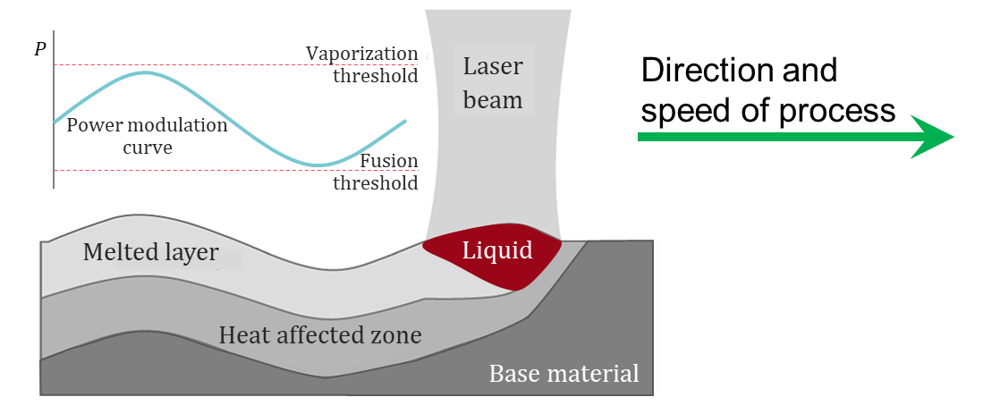 P
Vaporization
threshold
Power modulation
curve
Fusion
threshold
Laser
beam
Direction and
speed of process
Melted layer
Liquid
Heat affected zone
Base material